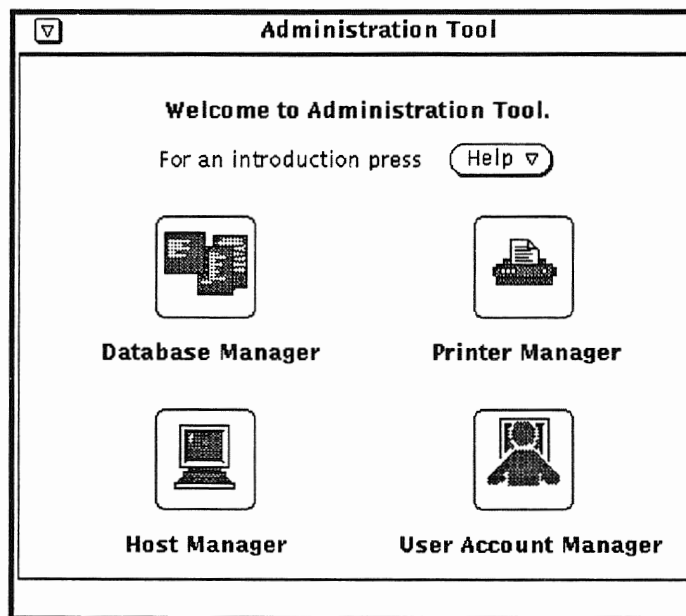 Administration Tool
Welcome to Administration Tool.
For an introduction press Help
Database Manager Printer Manager
Host Manager User Account Manager